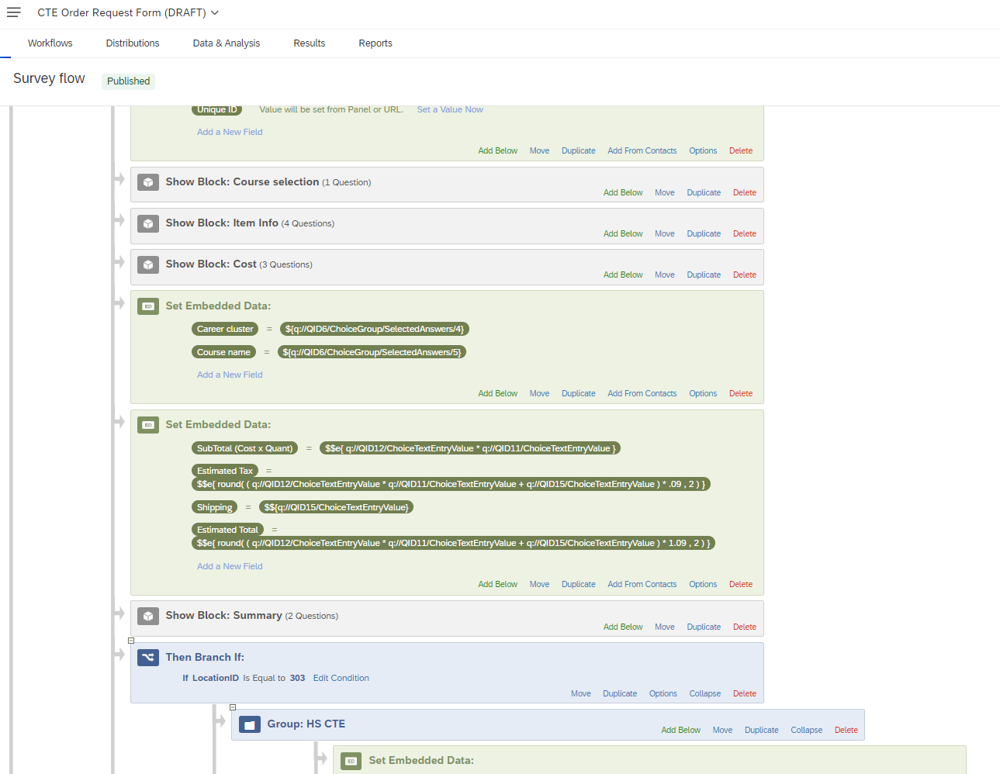 CTE Order Request Form (DRAFT)
Workflows Distributions Data & Analysis Results Reports
Survey flow Published
Unique ID Value will be set from Panel or URL. Set a Value Now
Add a New Field
Add Below Move Duplicate Add From Contacts Options Delete
Show Block: Course selection (1 Question)
Add Below Move Duplicate Delete
Show Block: Item Info (4 Questions)
Add Below Move Duplicate Delete
Show Block: Cost (3 Questions)
Add Below Move Duplicate Delete
ED Set Embedded Data:
Career cluster = ${q://QID6/ChoiceGroup/SelectedAnswers/4}
Course name = ${q://QID6/ChoiceGroup/SelectedAnswers/5}
Add a New Field
Add Below Move Duplicate Add From Contacts Options Delete
ED Set Embedded Data:
SubTotal (Cost x Quant) = $$e{ q://QID12/ChoiceTextEntryValue * q://QID11/ChoiceTextEntryValue }
Estimated Tax =
$$e{ round( ( q://QID12/ChoiceTextEntryValue * q://QID11/ChoiceTextEntryValue + q://QID15/ChoiceTextEntryValue ) * .09 , 2 ) }
Shipping = $${q://QID15/ChoiceTextEntryValue}
Estimated Total =
$$e{ round( ( q://QID12/ChoiceTextEntryValue * q://QID11/ChoiceTextEntryValue + q://QID15/ChoiceTextEntryValue ) * 1.09 , 2 ) }
Add a New Field
Add Below Move Duplicate Add From Contacts Options Delete
Show Block: Summary (2 Questions)
Add Below Move Duplicate Delete
Then Branch If:
If LocationID Is Equal to 303 Edit Condition
Move Duplicate Options Collapse Delete
Group: HS CTE
Add Below Move Duplicate Collapse Delete
ED Set Embedded Data: